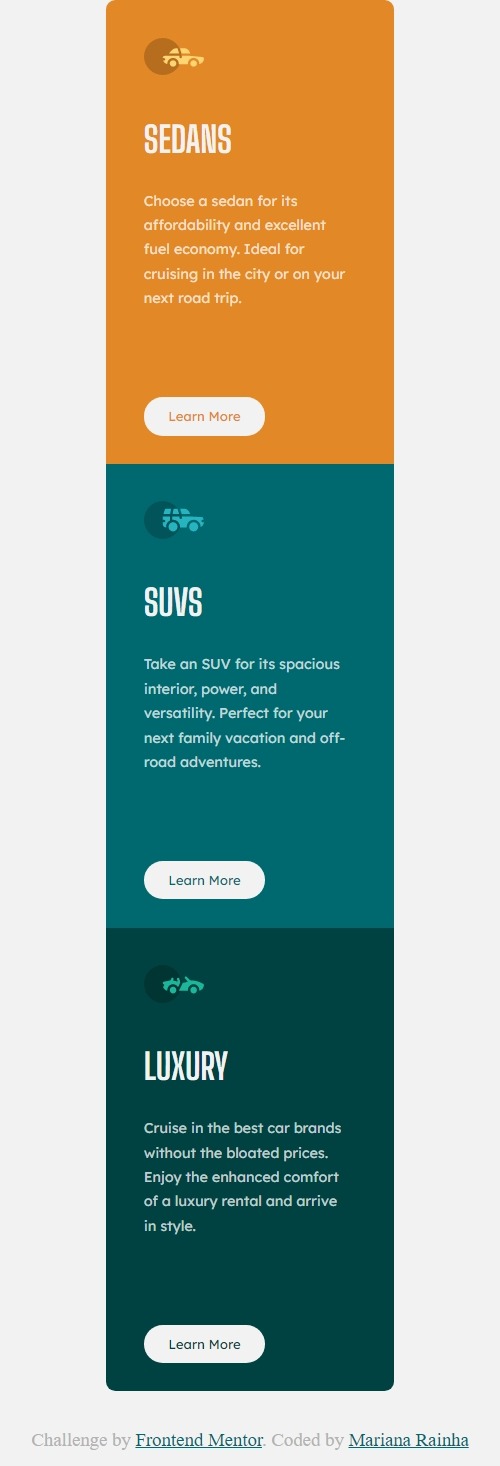 SEDANS
Choose a sedan for its
affordability and excellent
fuel economy. Ideal for
cruising in the city or on your
next road trip.
Learn More
SUVS
Take an SUV for its spacious
interior, power, and
versatility. Perfect for your
next family vacation and off-
road adventures.
Learn More
LUXURY
Cruise in the best car brands
without the bloated prices.
Enjoy the enhanced comfort
of a luxury rental and arrive
in style.
Learn More
Challenge by Frontend Mentor. Coded by Mariana Rainha